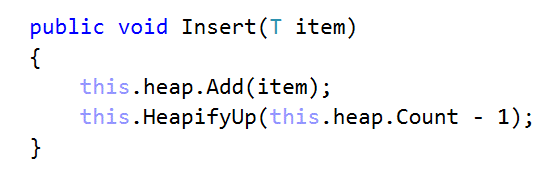 public void Insert(T item)
{
    this.heap.Add(item);
    this.HeapifyUp(this.heap.Count - 1);
}